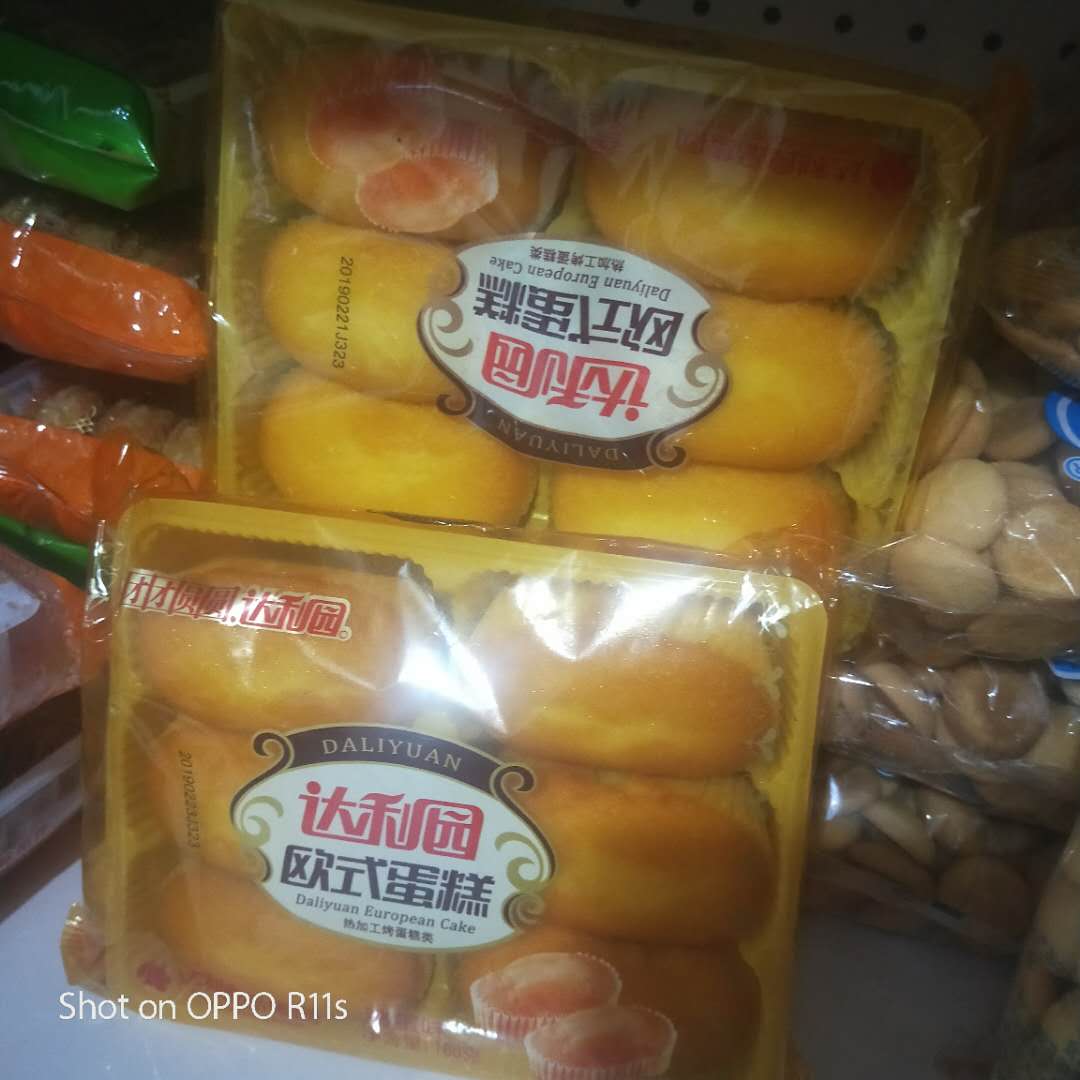 20190221J323
热加工烤蛋糕类
Daliyuan European Cake
欧式蛋糕
达利园
DALIYUAN
团团圆圆 达利园
20190223J323
DALIYUAN
达利园
欧式蛋糕
Daliyuan European Cake
热加工烤蛋糕类
Shot on OPPO R11s